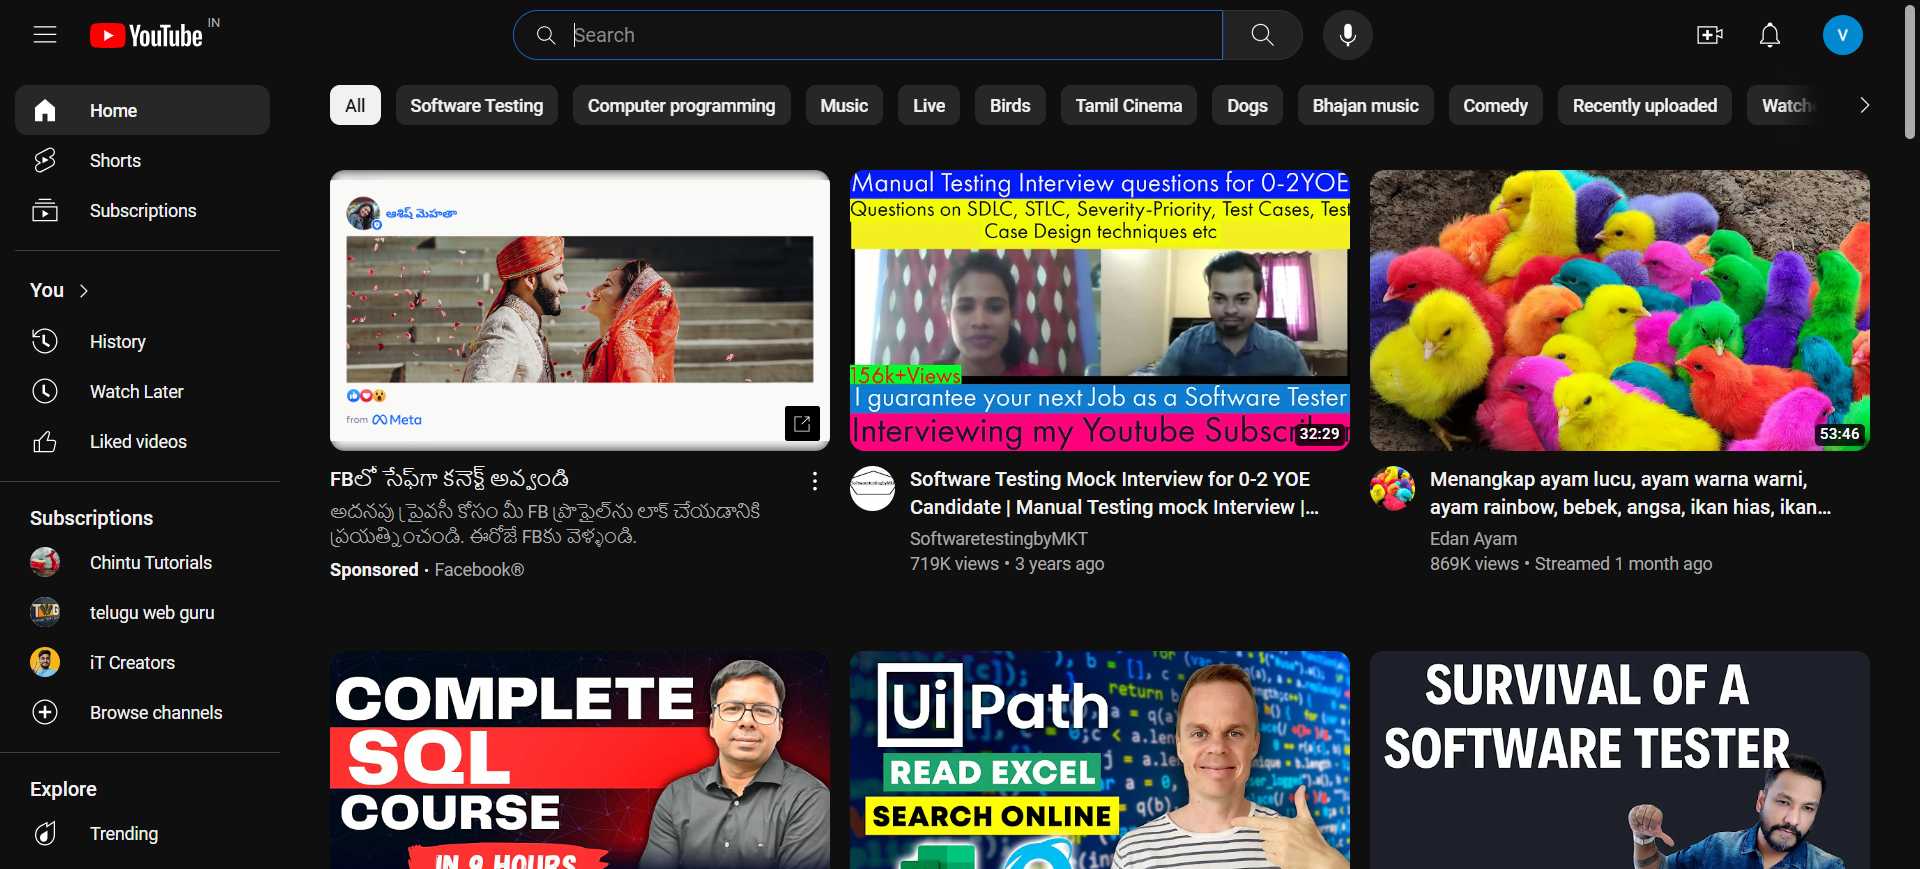 YouTube IN
Search
V
Home
Shorts
Subscriptions
You
History
Watch Later
Liked videos
Subscriptions
Chintu Tutorials
telugu web guru
iT Creators
Browse channels
Explore
Trending
All
Software Testing
Computer programming
Music
Live
Birds
Tamil Cinema
Dogs
Bhajan music
Comedy
Recently uploaded
Watch
ఆశిష్ మెహతా
from Meta
FBలో సేఫ్‌గా కనెక్ట్ అవ్వండి
అదనపు ప్రైవసీ కోసం మీ FB ప్రొఫైల్‌ను లాక్ చేయడానికి
ప్రయత్నించండి. ఈరోజే FBకు వెళ్ళండి.
Sponsored · Facebook®
Manual Testing Interview questions for 0-2YOE
Questions on SDLC, STLC, Severity-Priority, Test Cases, Test
Case Design techniques etc
156k+Views
I guarantee your next Job as a Software Tester
Interviewing my Youtube
32:29
Software Testing Mock Interview for 0-2 YOE
Candidate | Manual Testing mock Interview |...
SoftwaretestingbyMKT
719K views • 3 years ago
53:46
Menangkap ayam lucu, ayam warna warni,
ayam rainbow, bebek, angsa, ikan hias, ikan...
Edan Ayam
869K views • Streamed 1 month ago
COMPLETE
SQL
COURSE
IN 9 HOURS
UiPath
READ EXCEL
SEARCH ONLINE
SURVIVAL OF A
SOFTWARE TESTER